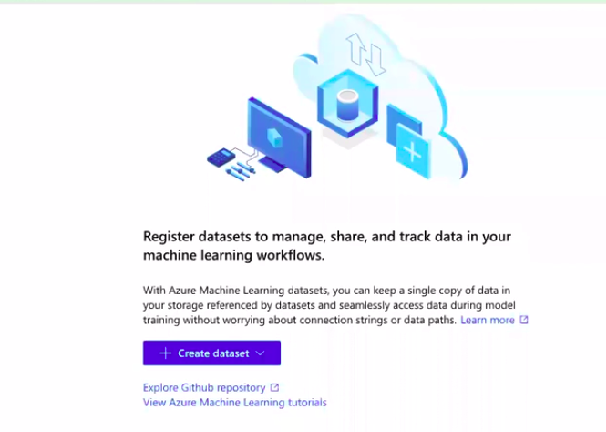 Register datasets to manage, share, and track data in your
machine learning workflows.
With Azure Machine Learning datasets, you can keep a single copy of data in
your storage referenced by datasets and seamlessly access data during model
training without worrying about connection strings or data paths. Learn more
Create dataset
Explore Github repository
View Azure Machine Learning tutorials